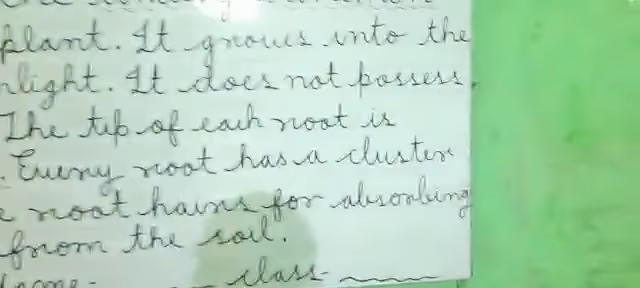 plant. It grows into the
light. It does not possess.
The tip of each root is
. Every root has a cluster
root hairs for absorbing
from the soil.
class-